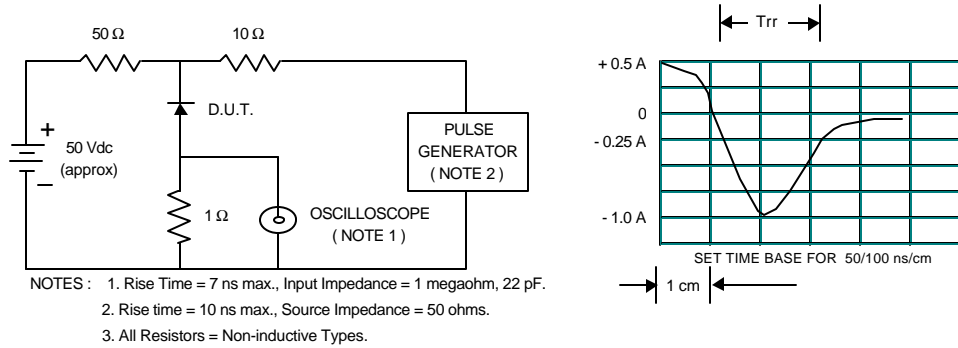 50 Ω
10 Ω
D.U.T.
+
50 Vdc
(approx)
−
1 Ω
OSCILLOSCOPE
( NOTE 1 )
PULSE
GENERATOR
( NOTE 2 )
Trr
+ 0.5 A
0
- 0.25 A
- 1.0 A
SET TIME BASE FOR 50/100 ns/cm
1 cm
NOTES : 1. Rise Time = 7 ns max., Input Impedance = 1 megaohm, 22 pF.
2. Rise time = 10 ns max., Source Impedance = 50 ohms.
3. All Resistors = Non-inductive Types.